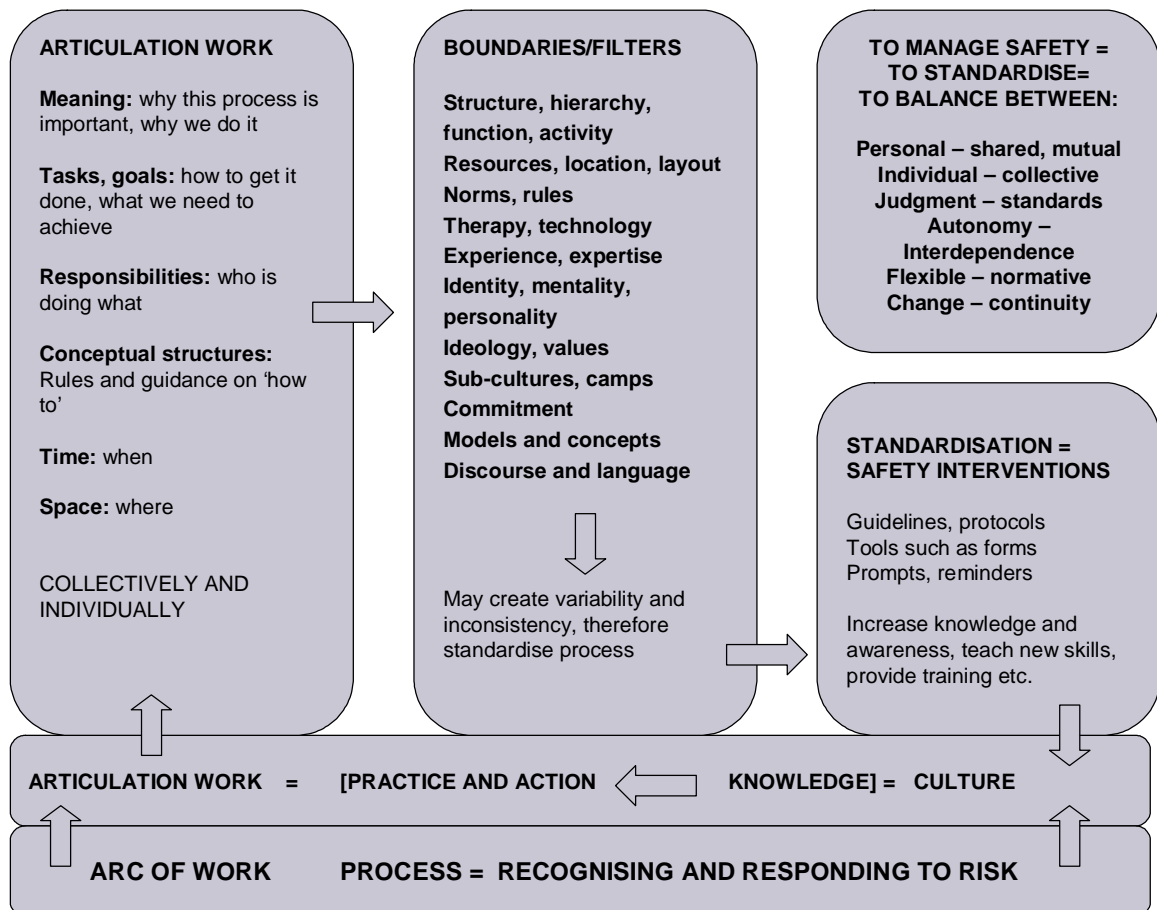 ARTICULATION WORK
Meaning: why this process is
important, why we do it
Tasks, goals: how to get it
done, what we need to
achieve
Responsibilities: who is
doing what
Conceptual structures:
Rules and guidance on ‘how
to’
Time: when
Space: where
COLLECTIVELY AND
INDIVIDUALLY
BOUNDARIES/FILTERS
Structure, hierarchy,
function, activity
Resources, location, layout
Norms, rules
Therapy, technology
Experience, expertise
Identity, mentality,
personality
Ideology, values
Sub-cultures, camps
Commitment
Models and concepts
Discourse and language
May create variability and
inconsistency, therefore
standardise process
TO MANAGE SAFETY =
TO STANDARDISE=
TO BALANCE BETWEEN:
Personal – shared, mutual
Individual – collective
Judgment – standards
Autonomy –
Interdependence
Flexible – normative
Change – continuity
STANDARDISATION =
SAFETY INTERVENTIONS
Guidelines, protocols
Tools such as forms
Prompts, reminders
Increase knowledge and
awareness, teach new skills,
provide training etc.
ARTICULATION WORK = [PRACTICE AND ACTION KNOWLEDGE] = CULTURE
ARC OF WORK PROCESS = RECOGNISING AND RESPONDING TO RISK